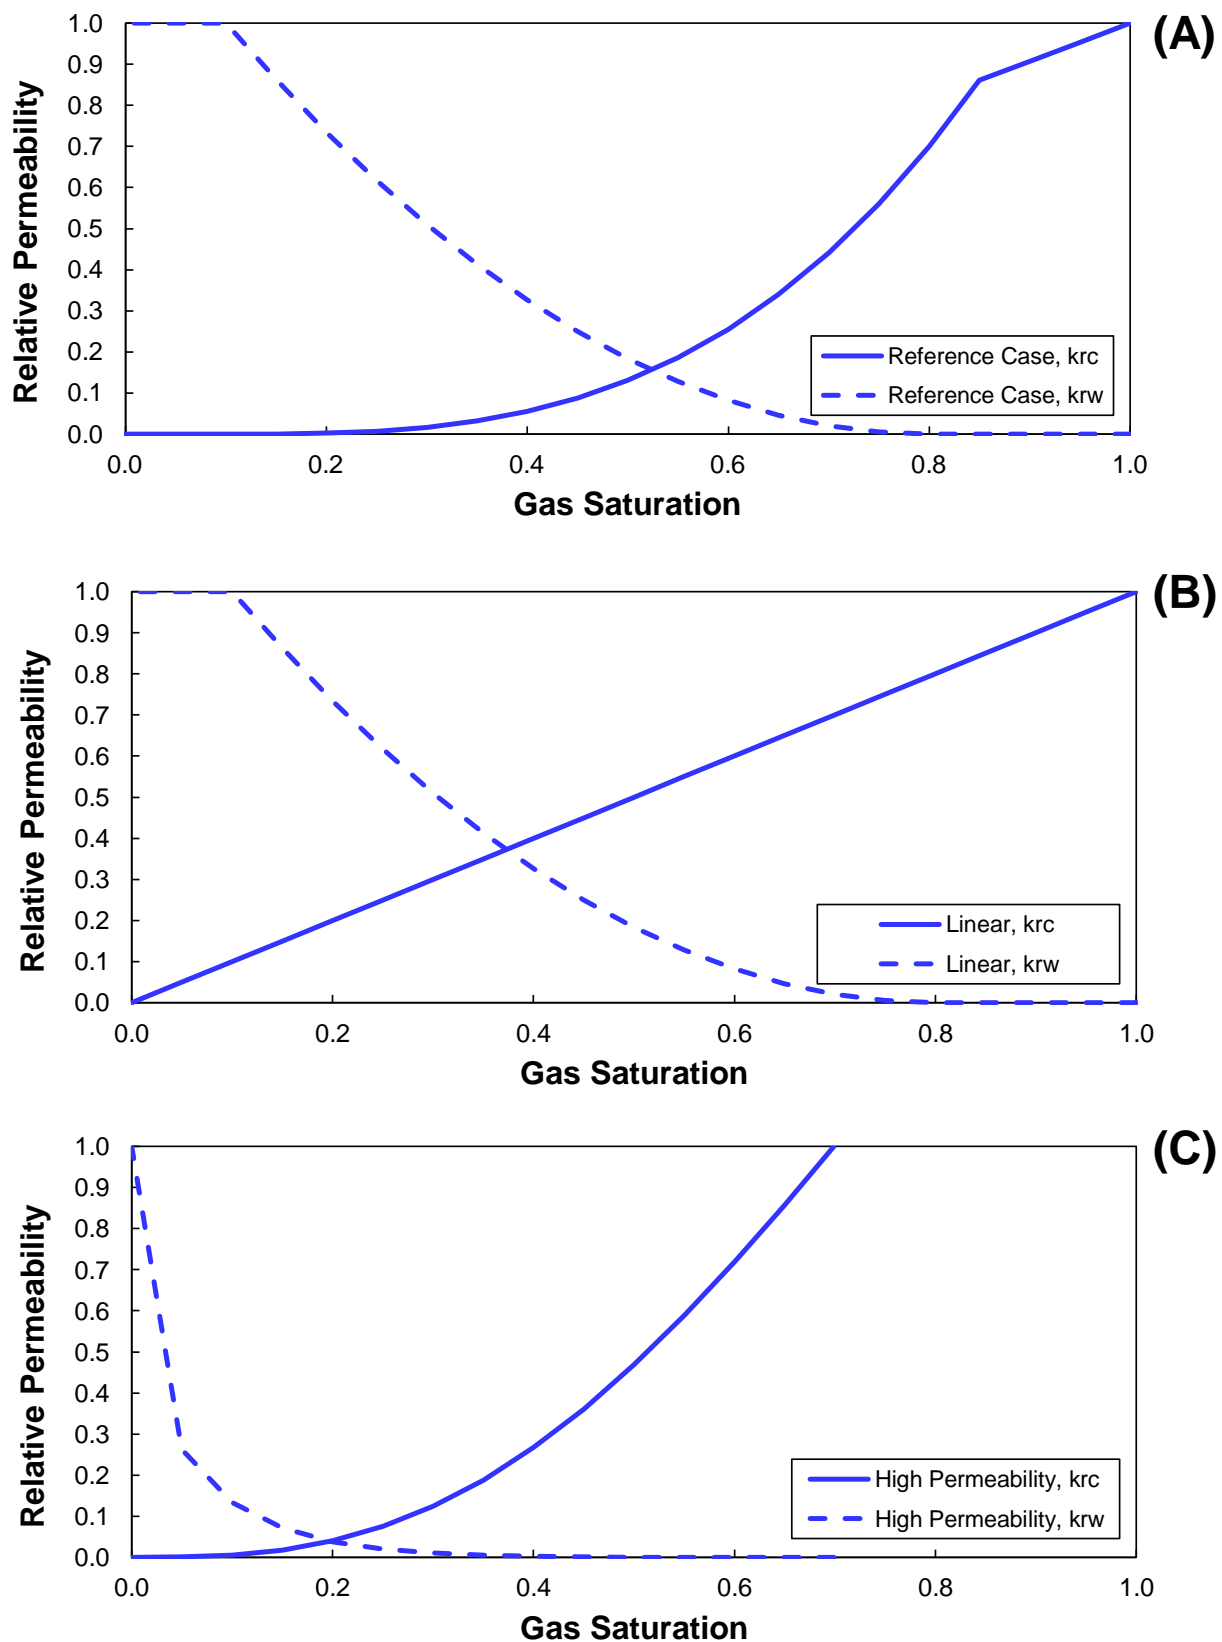 (A)
Relative Permeability
1.0
0.9
0.8
0.7
0.6
0.5
0.4
0.3
0.2
0.1
0.0
Reference Case, krc
Reference Case, krw
0.0 0.2 0.4 0.6 0.8 1.0
Gas Saturation
(B)
Relative Permeability
1.0
0.9
0.8
0.7
0.6
0.5
0.4
0.3
0.2
0.1
0.0
Linear, krc
Linear, krw
0.0 0.2 0.4 0.6 0.8 1.0
Gas Saturation
(C)
Relative Permeability
1.0
0.9
0.8
0.7
0.6
0.5
0.4
0.3
0.2
0.1
0.0
High Permeability, krc
High Permeability, krw
0.0 0.2 0.4 0.6 0.8 1.0
Gas Saturation